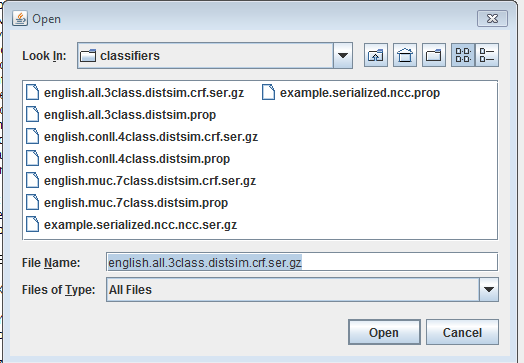 Open
Look In: classifiers
english.all.3class.distsim.crf.ser.gz
english.all.3class.distsim.prop
english.conll.4class.distsim.crf.ser.gz
english.conll.4class.distsim.prop
english.muc.7class.distsim.crf.ser.gz
english.muc.7class.distsim.prop
example.serialized.ncc.ncc.ser.gz
example.serialized.ncc.prop
File Name: english.all.3class.distsim.crf.ser.gz
Files of Type: All Files
Open Cancel